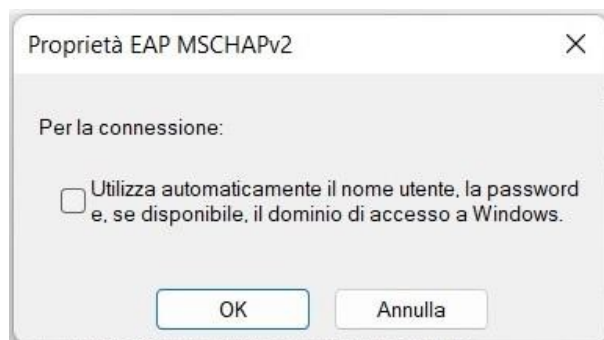 Proprietà EAP MSCHAPv2
Per la connessione:
Utilizza automaticamente il nome utente, la password
e, se disponibile, il dominio di accesso a Windows.
OK
Annulla